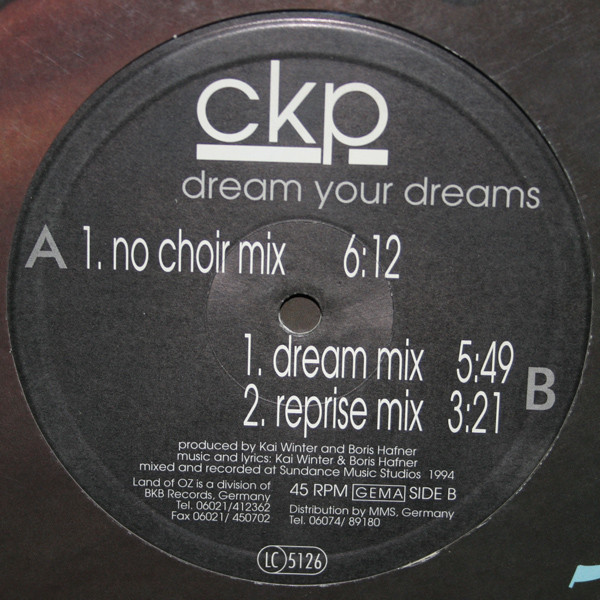 ckp
dream your dreams
A 1. no choir mix 6:12
1. dream mix 5:49
B
2. reprise mix 3:21
produced by Kai Winter and Boris Hafner
music and lyrics: Kai Winter & Boris Hafner
mixed and recorded at Sundance Music Studios 1994
Land of OZ is a division of
BKB Records, Germany
Tel. 06021/412362
Fax 06021/ 450702
45 RPM GEMA SIDE B
Distribution by MMS, Germany
Tel. 06074/ 89180
LC 5126